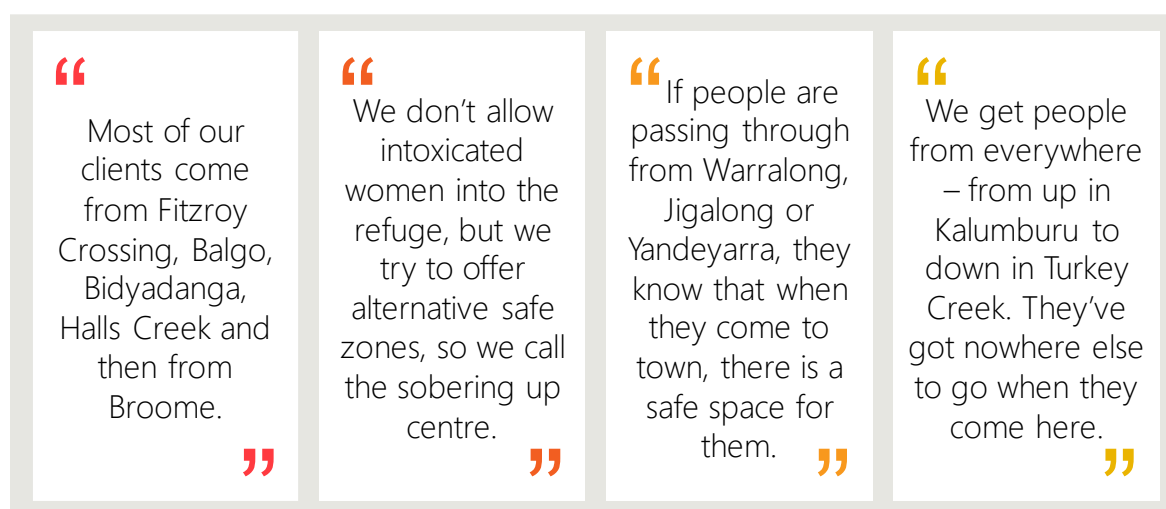 “
Most of our
clients come
from Fitzroy
Crossing, Balgo,
Bidyadanga,
Halls Creek and
then from
Broome.
”
“
We don’t allow
intoxicated
women into the
refuge, but we
try to offer
alternative safe
zones, so we call
the sobering up
centre.
”
“
If people are
passing through
from Warralong,
Jigalong or
Yandeyarra, they
know that when
they come to
town, there is a
safe space for
them.
”
“
We get people
from everywhere
– from up in
Kalumburu to
down in Turkey
Creek. They’ve
got nowhere else
to go when they
come here.
”